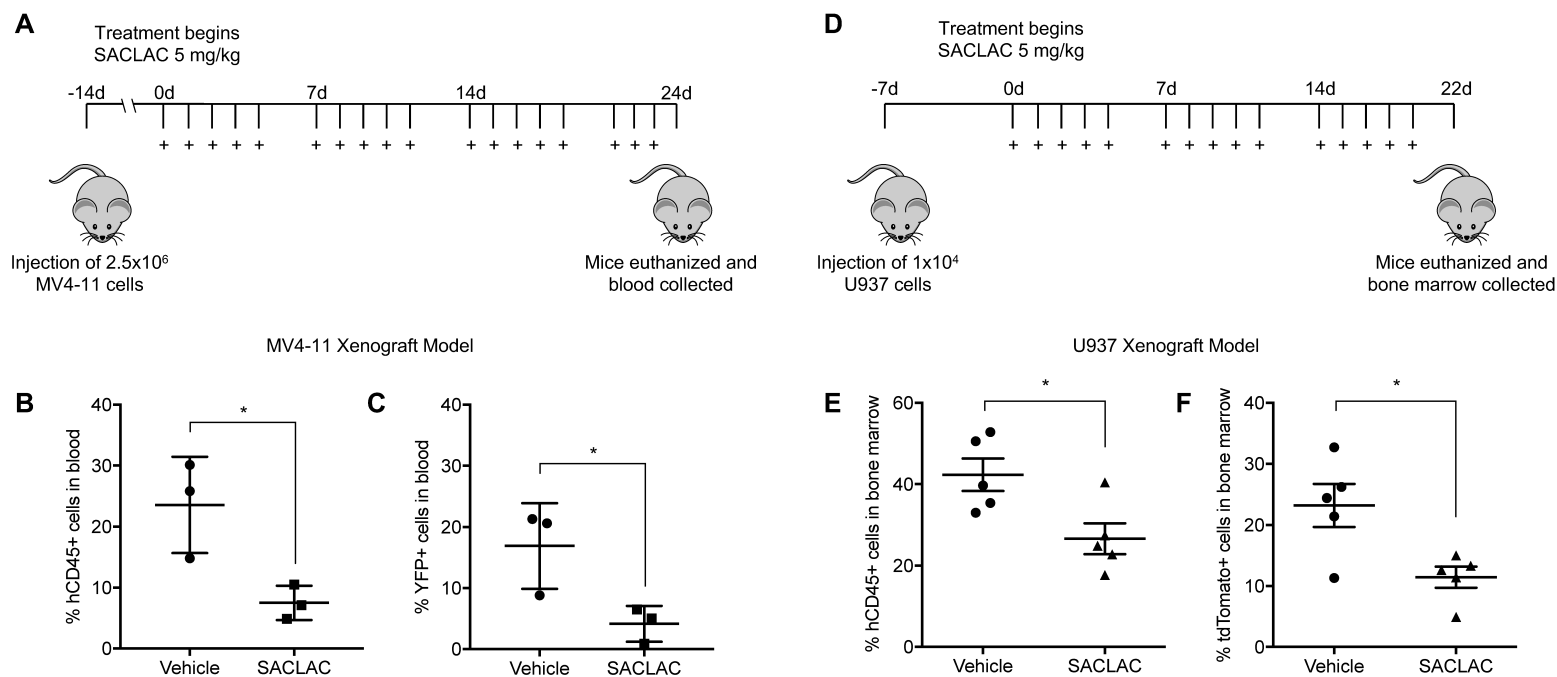 A
Treatment begins
SACLAC 5 mg/kg
-14d
0d
7d
14d
24d
+ + + + + + + + + + + + + + + + + +
Injection of 2.5x10⁶
MV4-11 cells
Mice euthanized and
blood collected
D
Treatment begins
SACLAC 5 mg/kg
-7d
0d
7d
14d
22d
+ + + + + + + + + + + + + + +
Injection of 1x10⁴
U937 cells
Mice euthanized and
bone marrow collected
MV4-11 Xenograft Model
B
% hCD45+ cells in blood
40
30
20
10
0
*
Vehicle
SACLAC
C
% YFP+ cells in blood
40
30
20
10
0
*
Vehicle
SACLAC
U937 Xenograft Model
E
% hCD45+ cells in bone marrow
60
40
20
0
*
Vehicle
SACLAC
F
% tdTomato+ cells in bone marrow
40
30
20
10
0
*
Vehicle
SACLAC